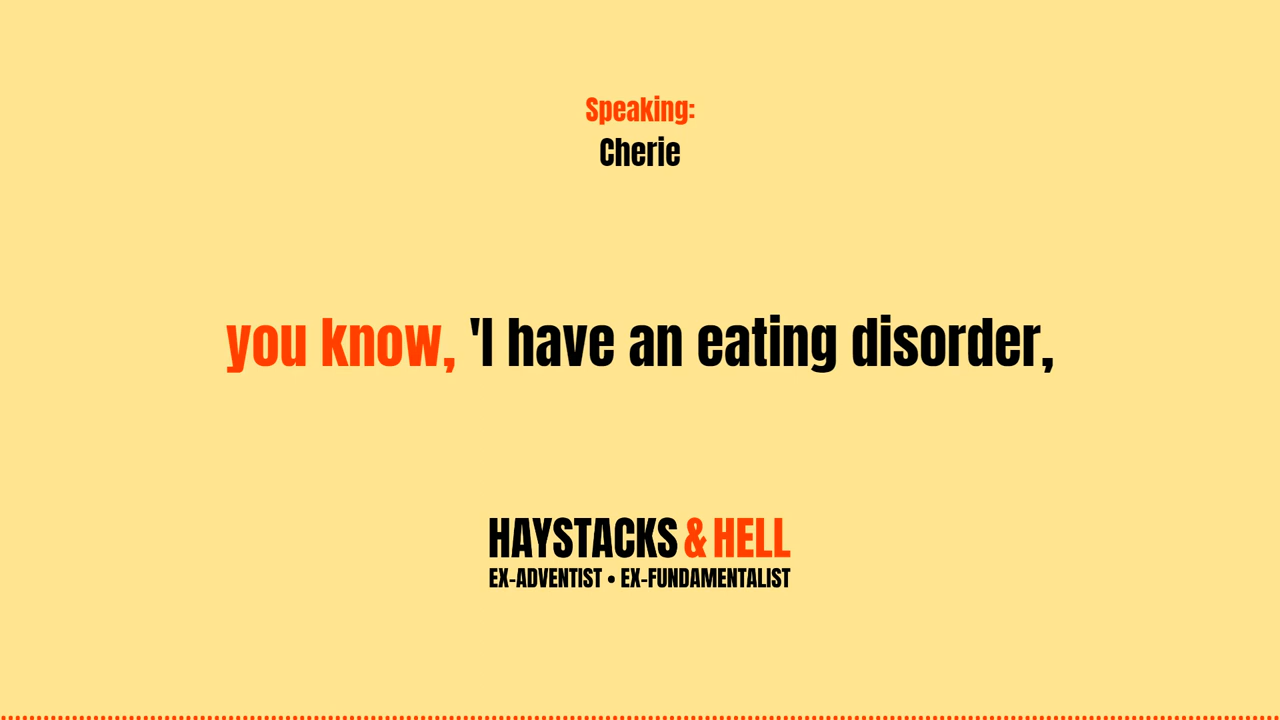 Speaking:
Cherie
you know, 'I have an eating disorder,
HAYSTACKS & HELL
EX-ADVENTIST • EX-FUNDAMENTALIST